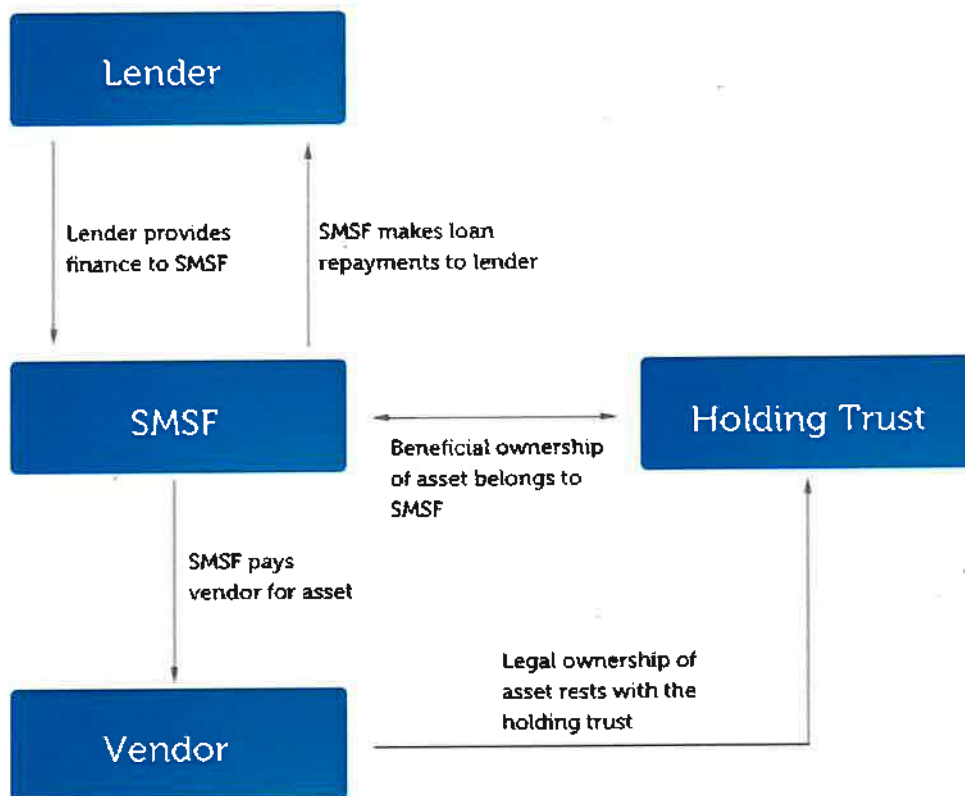 Lender
Lender provides
finance to SMSF
SMSF makes loan
repayments to lender
SMSF
Holding Trust
Beneficial ownership
of asset belongs to
SMSF
SMSF pays
vendor for asset
Legal ownership of
asset rests with the
holding trust
Vendor